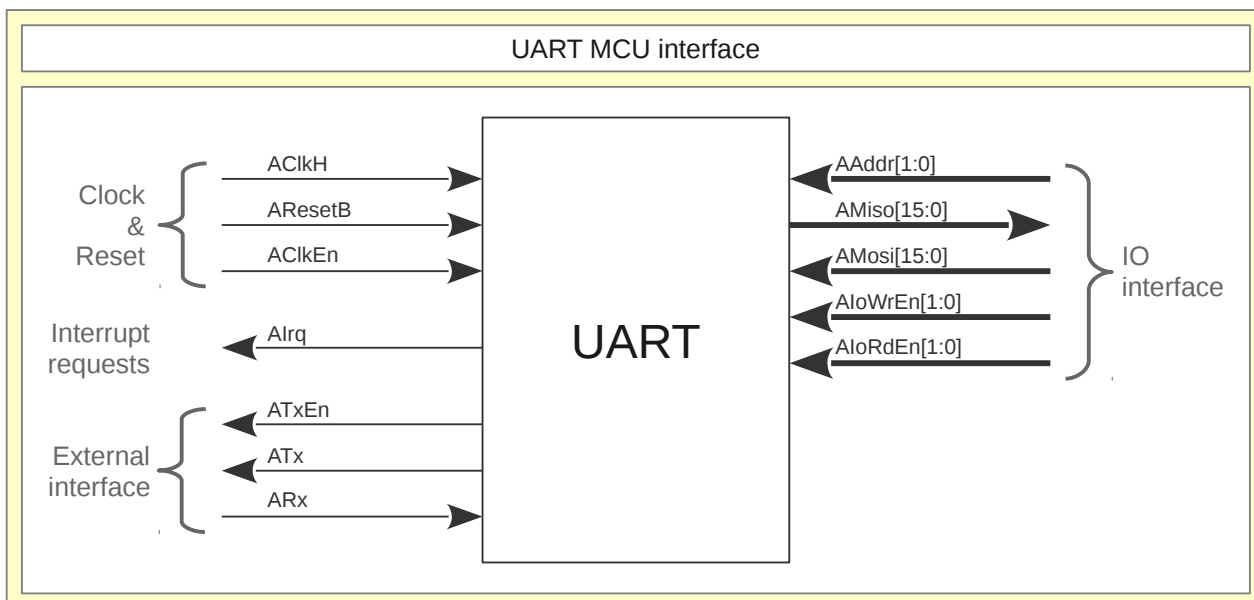 UART MCU interface
Clock
&
Reset
AClkH
AResetB
AClkEn
Interrupt
requests
AIrq
External
interface
ATxEn
ATx
ARx
UART
AAddr[1:0]
AMiso[15:0]
AMosi[15:0]
AIoWrEn[1:0]
AIoRdEn[1:0]
IO
interface